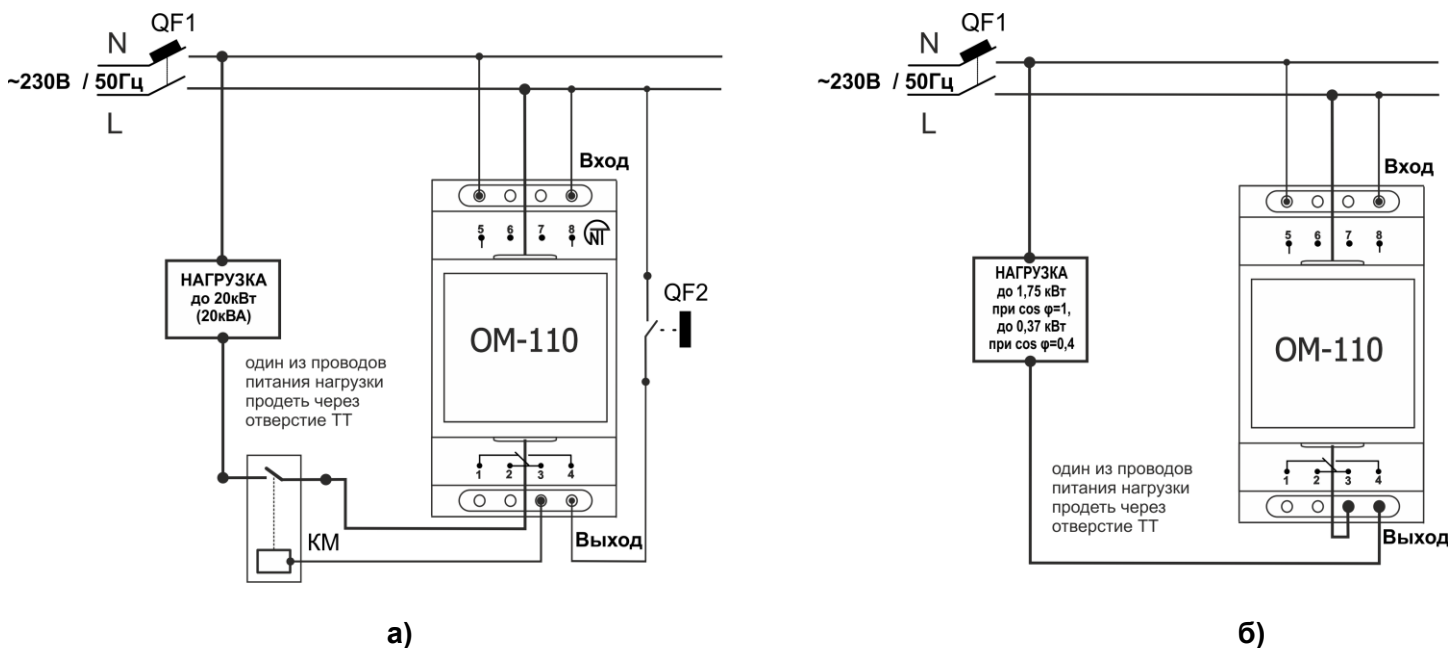 QF1
N
~230В / 50Гц
L
Вход
5 6 7 8
NT
НАГРУЗКА
до 20кВт
(20кВА)
QF2
ОМ-110
один из проводов
питания нагрузки
продеть через
отверстие ТТ
1 2 3 4
КМ
Выход
а)
QF1
N
~230В / 50Гц
L
Вход
5 6 7 8
НАГРУЗКА
до 1,75 кВт
при cos φ=1,
до 0,37 кВт
при cos φ=0,4
ОМ-110
один из проводов
питания нагрузки
продеть через
отверстие ТТ
1 2 3 4
Выход
б)